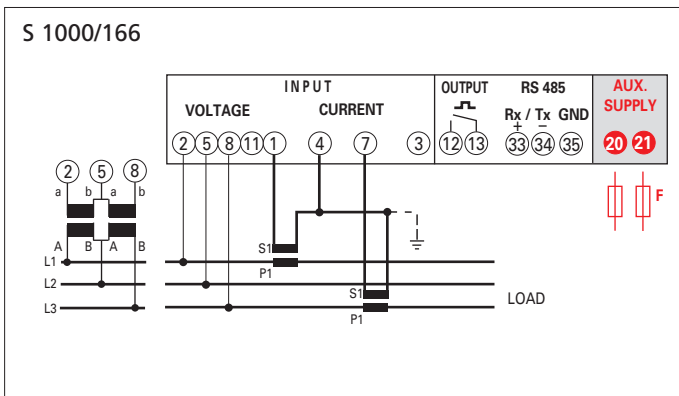 S 1000/166
INPUT
OUTPUT
RS 485
AUX.
SUPPLY
VOLTAGE
CURRENT
Rx / Tx GND
+ −
2 5 8 11 1 4 7 3 12 13 33 34 35 20 21
2 5 8
a b a b
F
A B A B
S1
L1
P1
L2
S1
LOAD
L3
P1